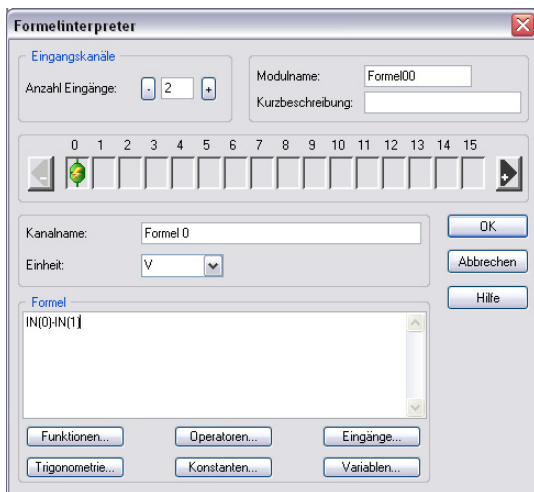 Formelinterpreter
Eingangskanäle
Anzahl Eingänge: - 2 +
Modulname: Formel00
Kurzbeschreibung:
0 1 2 3 4 5 6 7 8 9 10 11 12 13 14 15
Kanalname: Formel 0
Einheit: V
OK
Abbrechen
Hilfe
Formel
IN(0)-IN(1)
Funktionen... Operatoren... Eingänge...
Trigonometrie... Konstanten... Variablen...